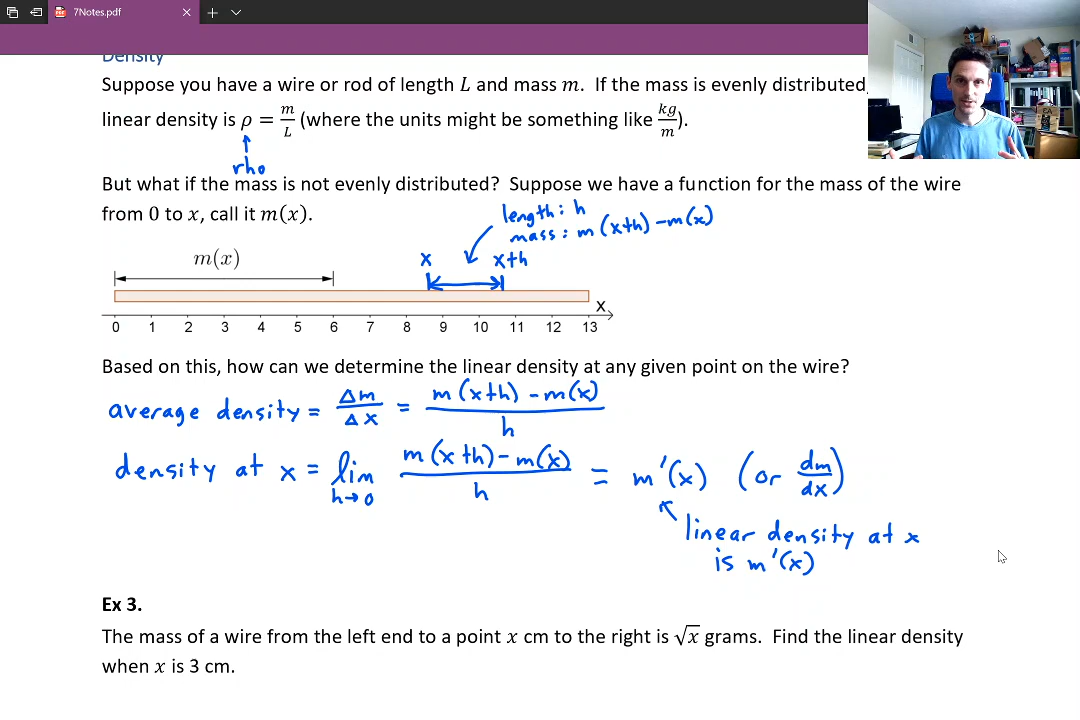 7Notes.pdf
Density
Suppose you have a wire or rod of length L and mass m. If the mass is evenly distributed,
linear density is ρ = m/L (where the units might be something like kg/m).
rho
But what if the mass is not evenly distributed? Suppose we have a function for the mass of the wire
from 0 to x, call it m(x).
length: h
mass: m(x+h)-m(x)
m(x)
x x+h
x
0 1 2 3 4 5 6 7 8 9 10 11 12 13
Based on this, how can we determine the linear density at any given point on the wire?
average density = Δm/Δx = (m(x+h)-m(x))/h
density at x = lim h→0 (m(x+h)-m(x))/h = m'(x) (or dm/dx)
linear density at x
is m'(x)
Ex 3.
The mass of a wire from the left end to a point x cm to the right is √x grams. Find the linear density
when x is 3 cm.